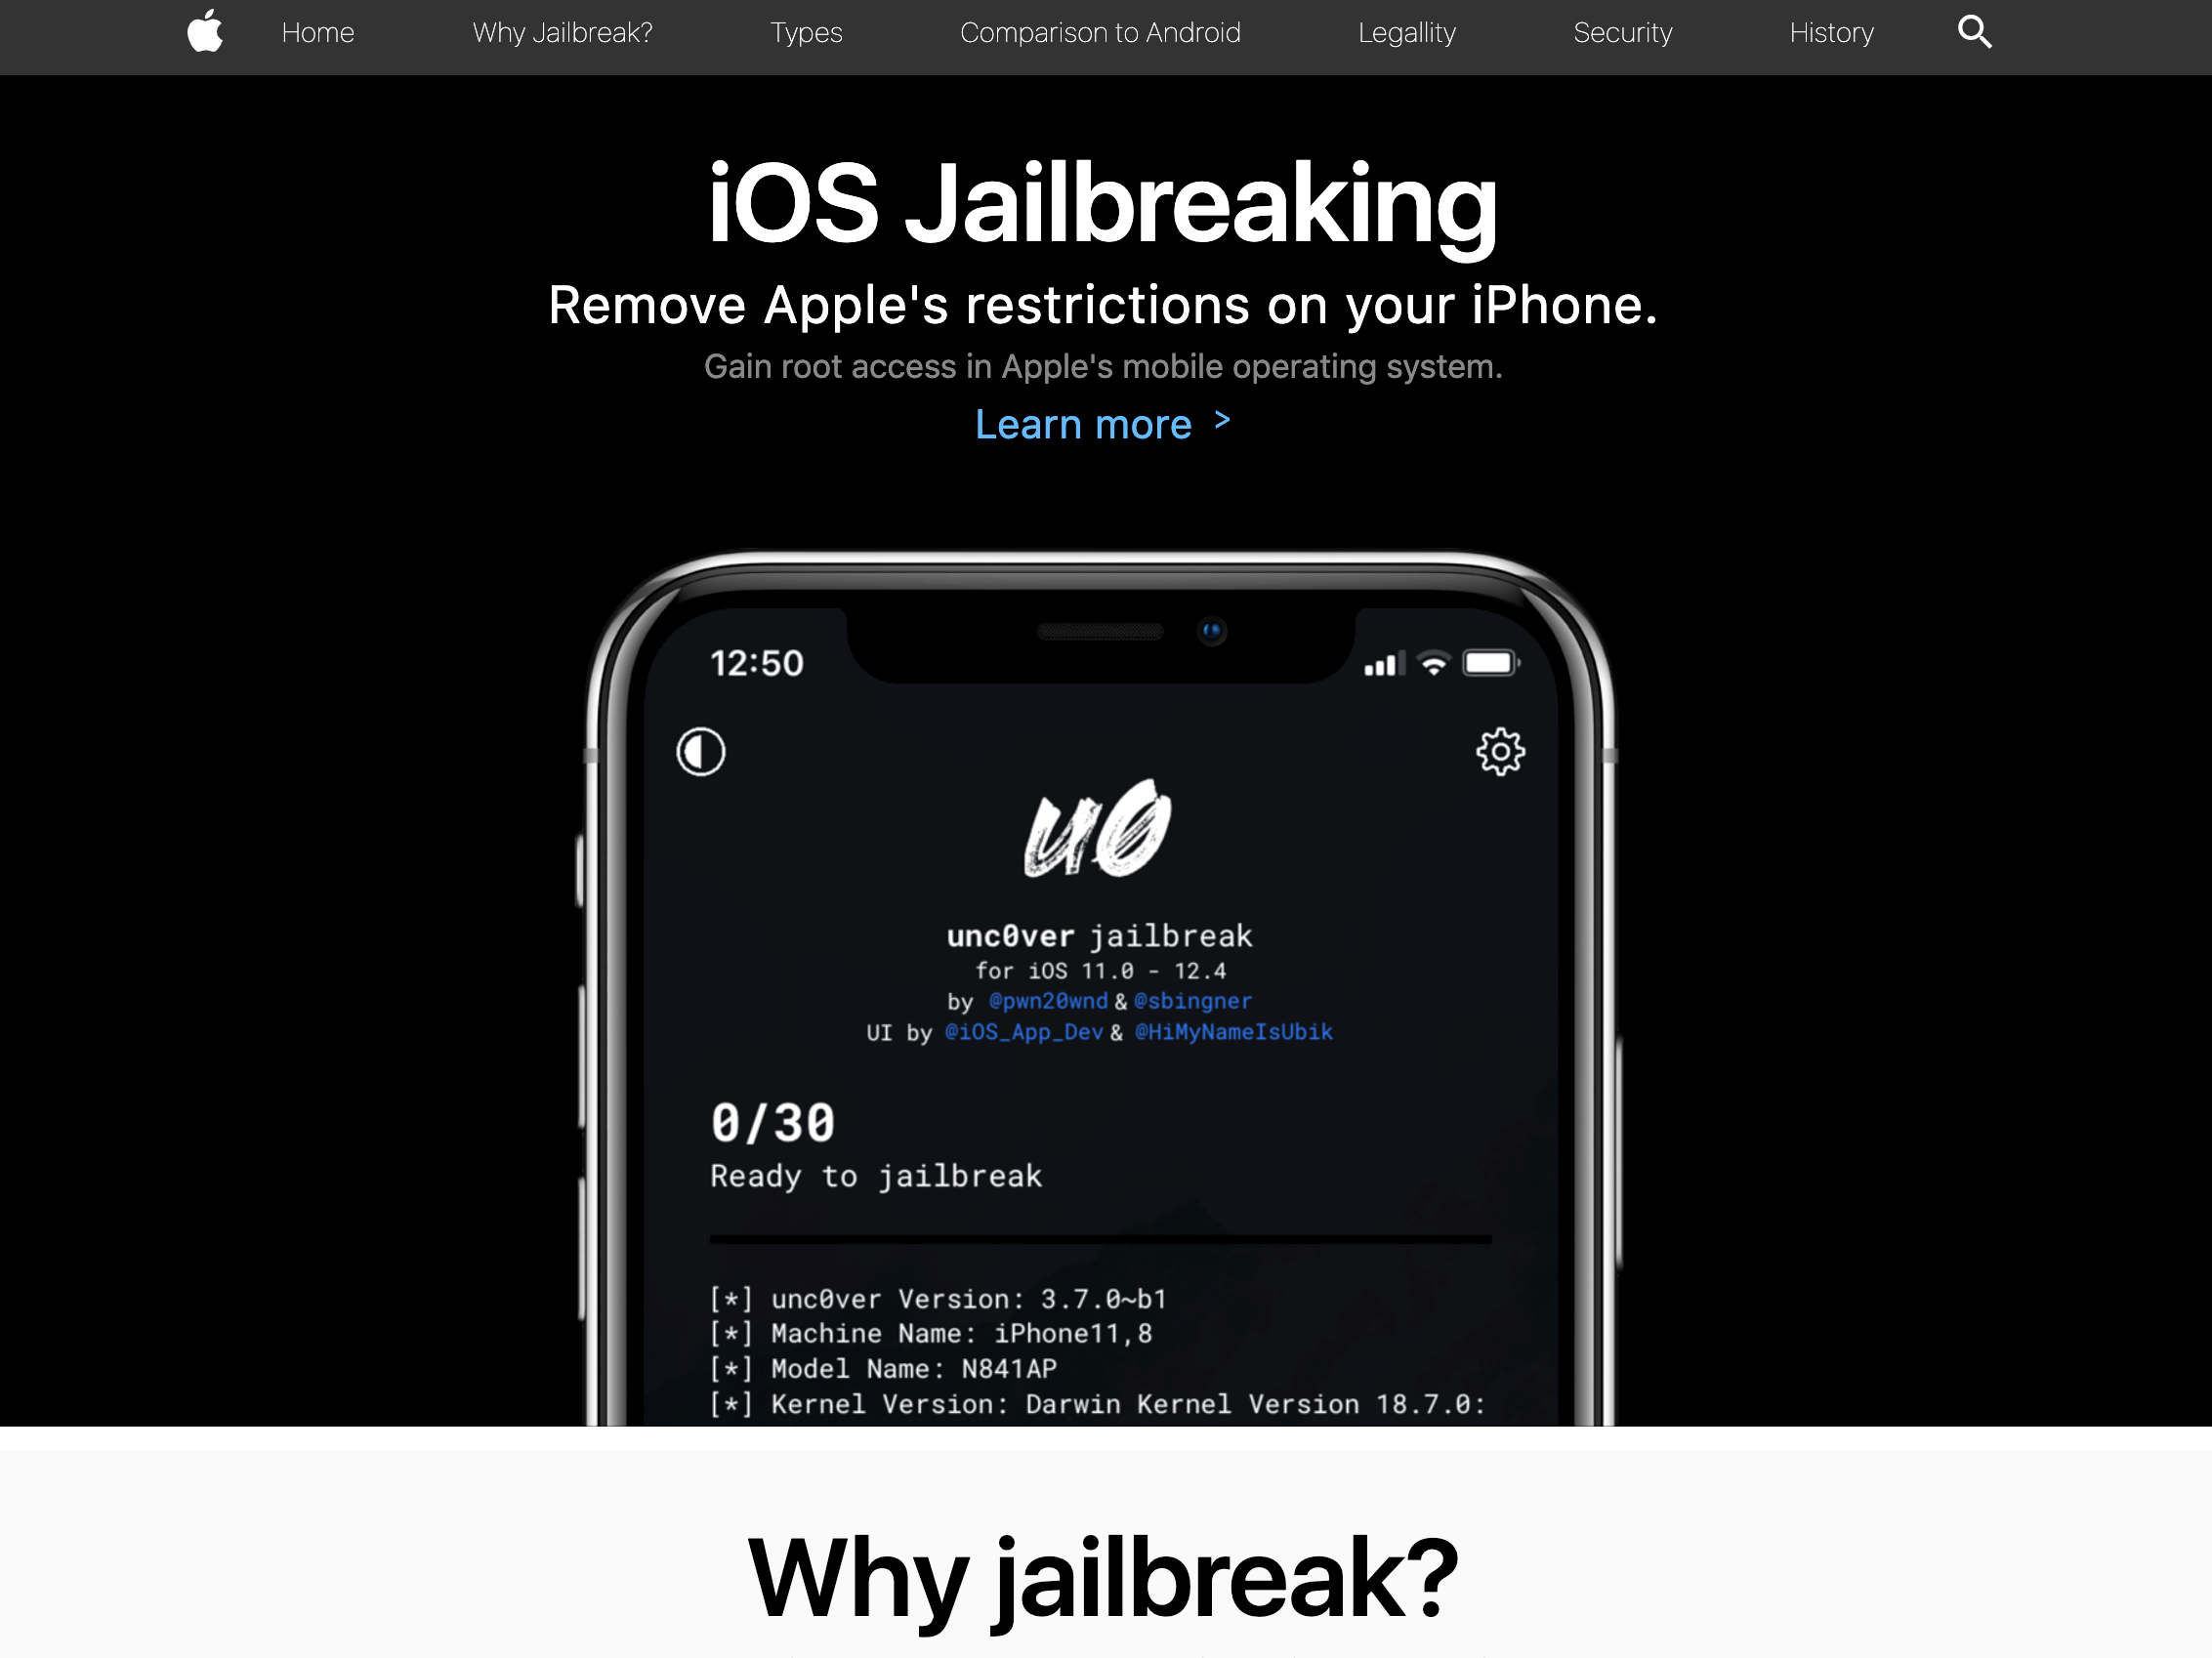 Home Why Jailbreak? Types Comparison to Android Legallity Security History
iOS Jailbreaking
Remove Apple's restrictions on your iPhone.
Gain root access in Apple's mobile operating system.
Learn more >
12:50
u0
unc0ver jailbreak
for iOS 11.0 - 12.4
by @pwn20wnd & @sbingner
UI by @iOS_App_Dev & @HiMyNameIsUbik
0/30
Ready to jailbreak
[*] unc0ver Version: 3.7.0~b1
[*] Machine Name: iPhone11,8
[*] Model Name: N841AP
[*] Kernel Version: Darwin Kernel Version 18.7.0:
Why jailbreak?